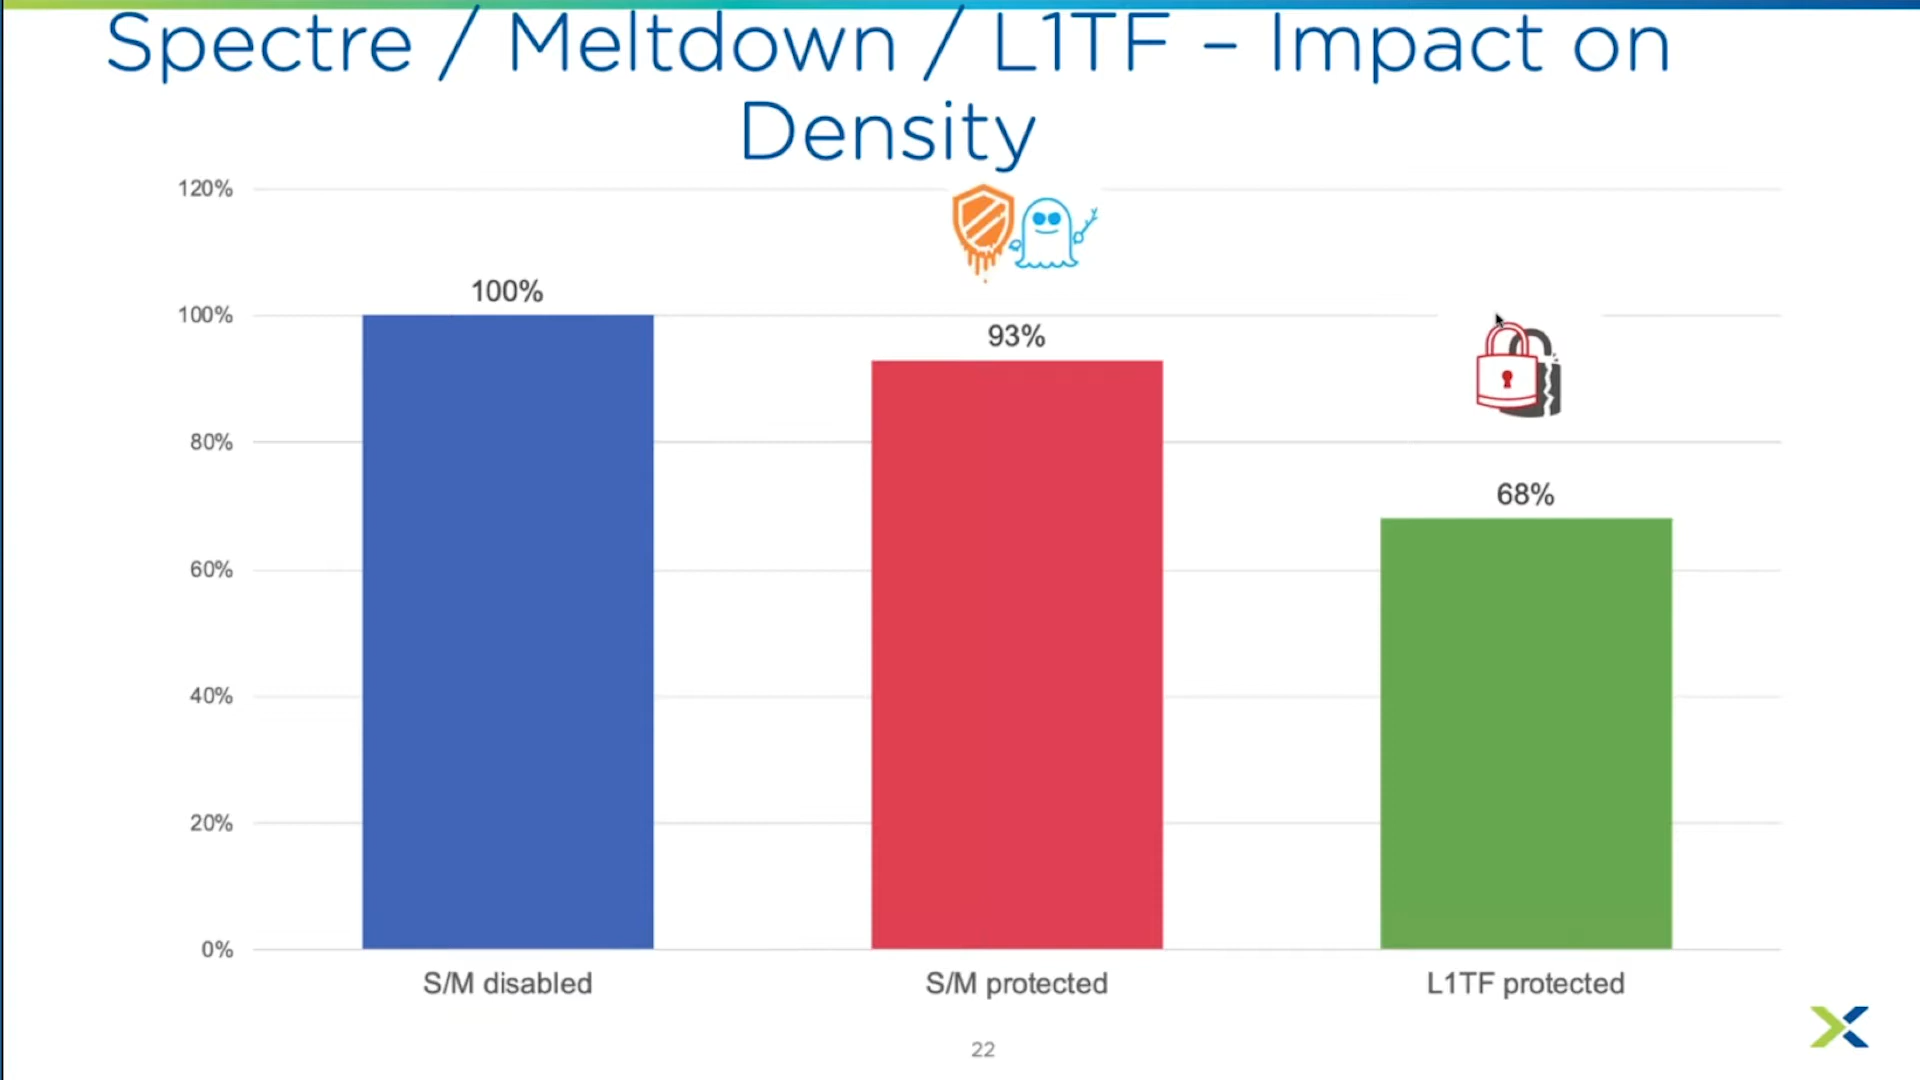 Spectre / Meltdown / L1TF – Impact on
Density
120%
100%
100%
93%
80%
68%
60%
40%
20%
0%
S/M disabled
S/M protected
L1TF protected
22